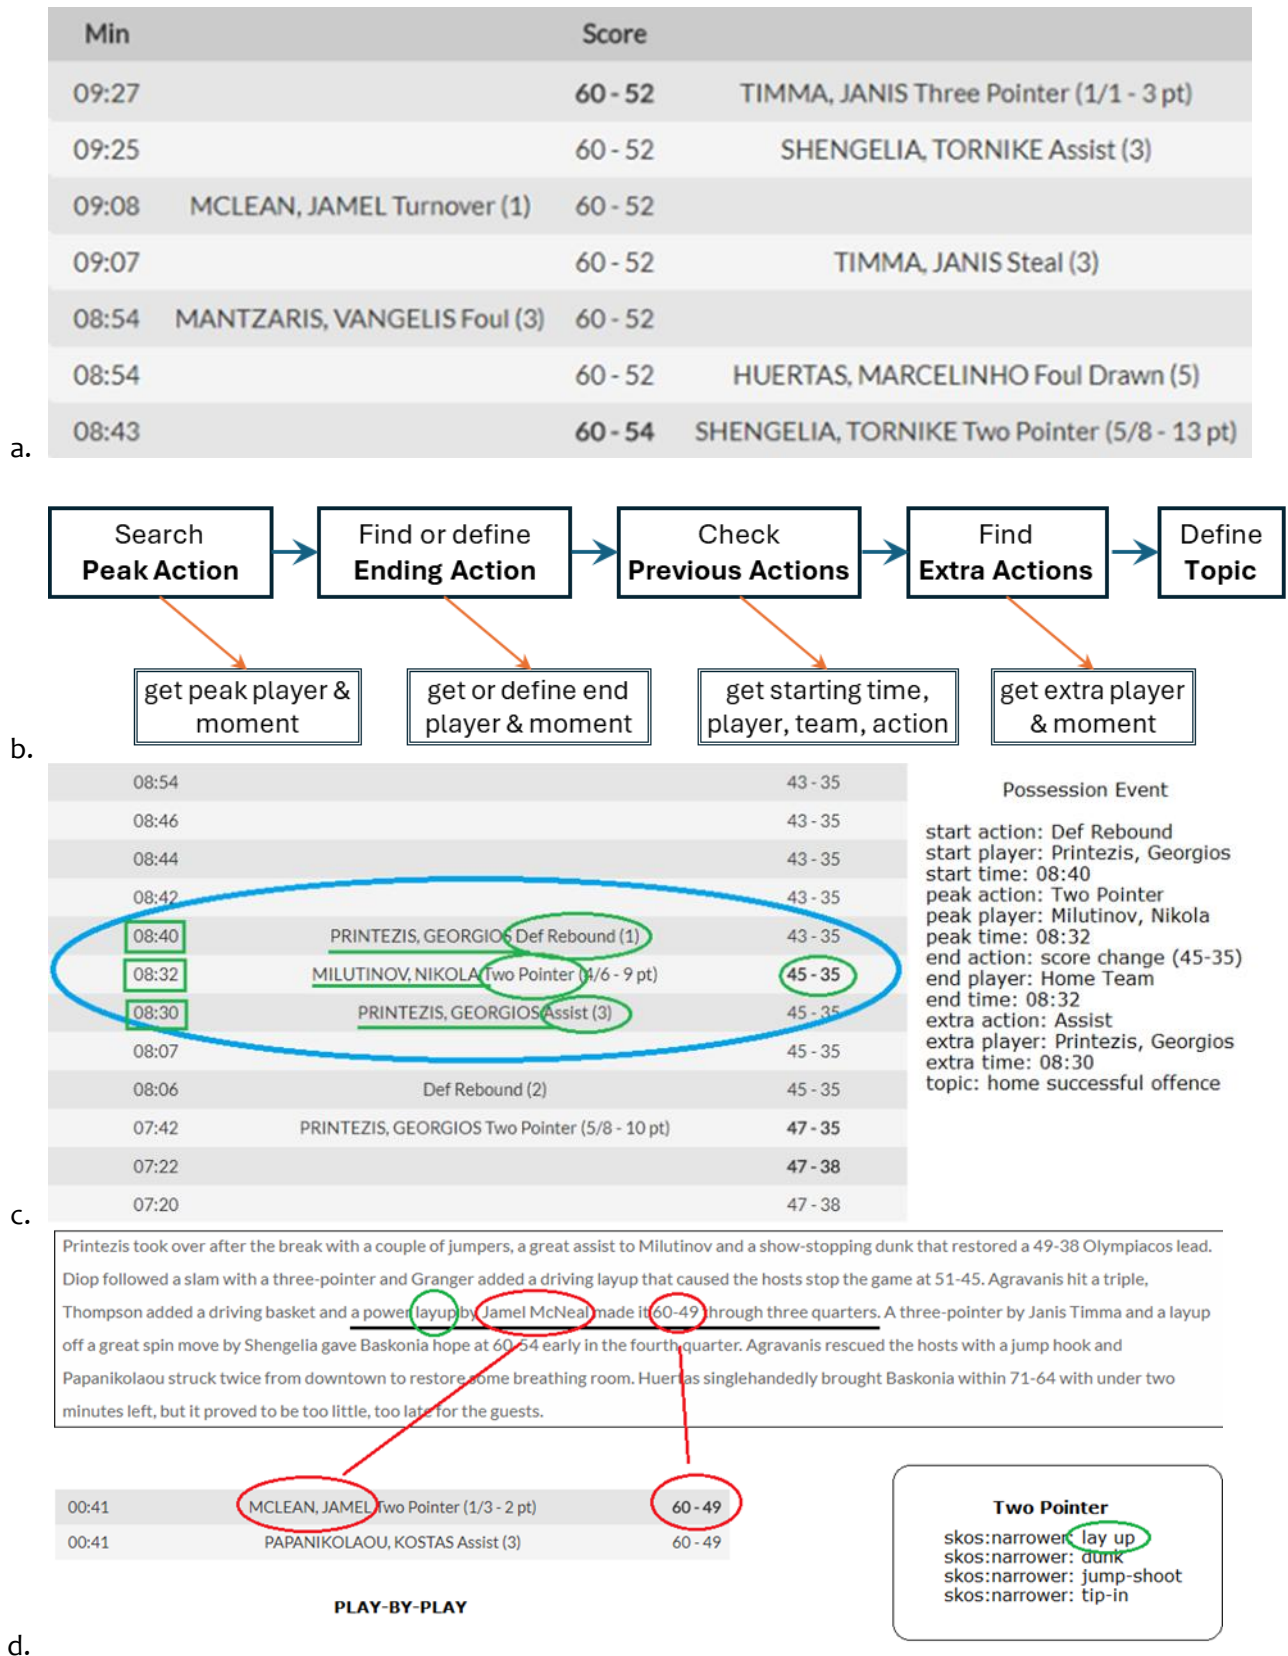 Min Score
09:27 60 - 52 TIMMA, JANIS Three Pointer (1/1 - 3 pt)
09:25 60 - 52 SHENGELIA, TORNIKE Assist (3)
09:08 MCLEAN, JAMEL Turnover (1) 60 - 52
09:07 60 - 52 TIMMA, JANIS Steal (3)
08:54 MANTZARIS, VANGELIS Foul (3) 60 - 52
08:54 60 - 52 HUERTAS, MARCELINHO Foul Drawn (5)
08:43 60 - 54 SHENGELIA, TORNIKE Two Pointer (5/8 - 13 pt)
a.
Search
Peak Action
Find or define
Ending Action
Check
Previous Actions
Find
Extra Actions
Define
Topic
get peak player &
moment
get or define end
player & moment
get starting time,
player, team, action
get extra player
& moment
b.
08:54 43 - 35
08:46 43 - 35
08:44 43 - 35
08:42 43 - 35
08:40 PRINTEZIS, GEORGIOS Def Rebound (1) 43 - 35
08:32 MILUTINOV, NIKOLA Two Pointer (4/6 - 9 pt) 45 - 35
08:30 PRINTEZIS, GEORGIOS Assist (3) 45 - 35
08:07 45 - 35
08:06 Def Rebound (2) 45 - 35
07:42 PRINTEZIS, GEORGIOS Two Pointer (5/8 - 10 pt) 47 - 35
07:22 47 - 38
07:20 47 - 38
Possession Event
start action: Def Rebound
start player: Printezis, Georgios
start time: 08:40
peak action: Two Pointer
peak player: Milutinov, Nikola
peak time: 08:32
end action: score change (45-35)
end player: Home Team
end time: 08:32
extra action: Assist
extra player: Printezis, Georgios
extra time: 08:30
topic: home successful offence
c.
Printezis took over after the break with a couple of jumpers, a great assist to Milutinov and a show-stopping dunk that restored a 49-38 Olympiacos lead.
Diop followed a slam with a three-pointer and Granger added a driving layup that caused the hosts stop the game at 51-45. Agravanis hit a triple,
Thompson added a driving basket and a power layup by Jamel McNeal made it 60-49 through three quarters. A three-pointer by Janis Timma and a layup
off a great spin move by Shengelia gave Baskonia hope at 60-54 early in the fourth quarter. Agravanis rescued the hosts with a jump hook and
Papanikolaou struck twice from downtown to restore some breathing room. Huertas singlehandedly brought Baskonia within 71-64 with under two
minutes left, but it proved to be too little, too late for the guests.
00:41 MCLEAN, JAMEL Two Pointer (1/3 - 2 pt) 60 - 49
00:41 PAPANIKOLAOU, KOSTAS Assist (3) 60 - 49
PLAY-BY-PLAY
Two Pointer
skos:narrower: lay up
skos:narrower: dunk
skos:narrower: jump-shoot
skos:narrower: tip-in
d.